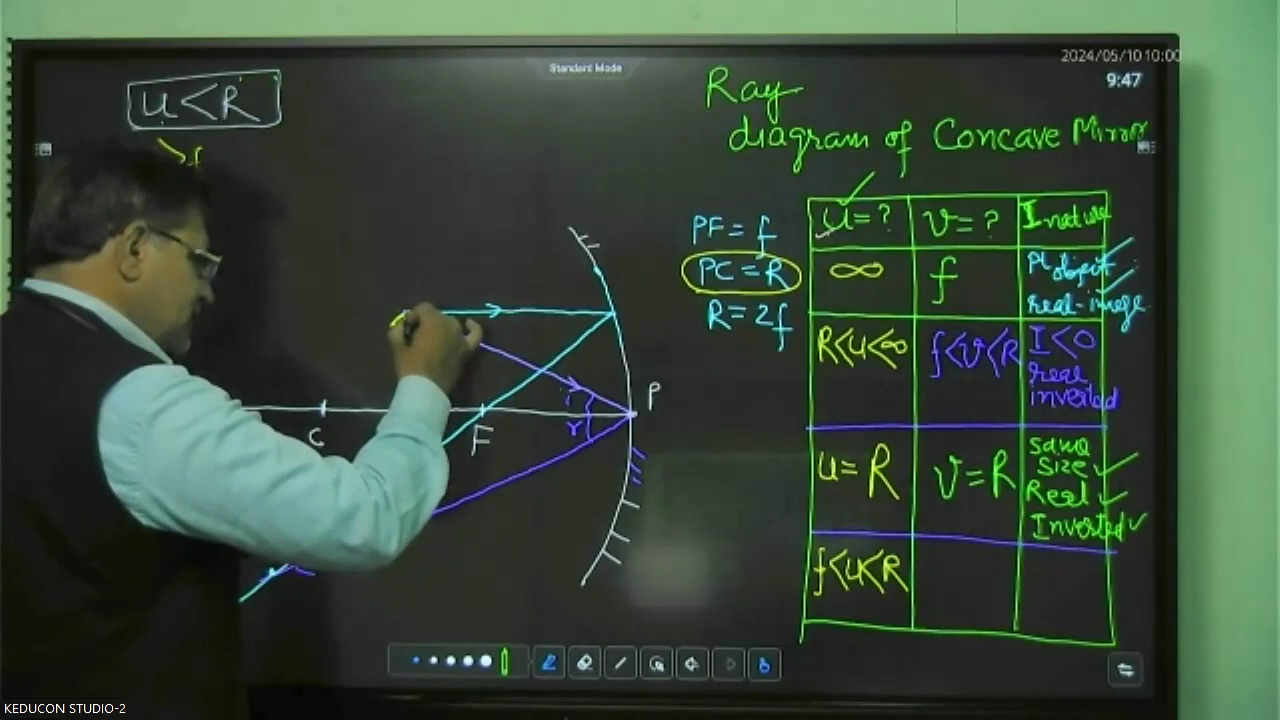 2024/05/10 10:00
Standard Mode
9:47
u<R
f
Ray
diagram of Concave Mirror
PF = f
PC = R
R = 2f
u=? v=? I nature
∞ f Pt object
real-image
R<u<∞ f<v<R I<0
real
inverted
u=R v=R same
size
Real
Inverted
f<u<R
i
r
P
C
F
KEDUCON STUDIO-2